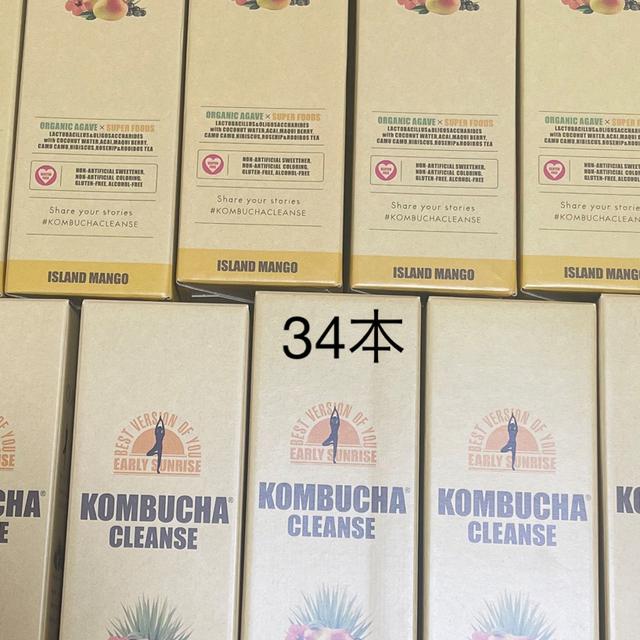 ORGANIC AGAVE × SUPER FOODS
LACTOBACILLUS&OLIGOSACCHARIDES
with COCONUT WATER,ACAI,MAQUI BERRY,
CAMU CAMU,HIBISCUS,ROSEHIP&ROOIBOS TEA
NON-ARTIFICIAL SWEETENER,
NON-ARTIFICIAL COLORING,
GLUTEN-FREE, ALCOHOL-FREE
Share your stories
#KOMBUCHACLEANSE
ISLAND MANGO
ORGANIC AGAVE × SUPER FOODS
LACTOBACILLUS&OLIGOSACCHARIDES
with COCONUT WATER,ACAI,MAQUI BERRY,
CAMU CAMU,HIBISCUS,ROSEHIP&ROOIBOS TEA
NON-ARTIFICIAL SWEETENER,
NON-ARTIFICIAL COLORING,
GLUTEN-FREE, ALCOHOL-FREE
Share your stories
#KOMBUCHACLEANSE
ISLAND MANGO
ORGANIC AGAVE × SUPER FOODS
LACTOBACILLUS&OLIGOSACCHARIDES
with COCONUT WATER,ACAI,MAQUI BERRY,
CAMU CAMU,HIBISCUS,ROSEHIP&ROOIBOS TEA
NON-ARTIFICIAL SWEETENER,
NON-ARTIFICIAL COLORING,
GLUTEN-FREE, ALCOHOL-FREE
Share your stories
#KOMBUCHACLEANSE
ISLAND MANGO
ORGANIC AGAVE × SUPER FOODS
LACTOBACILLUS&OLIGOSACCHARIDES
with COCONUT WATER,ACAI,MAQUI
CAMU CAMU,HIBISCUS,ROSEHIP&ROOIBOS
NON-ARTIFICIAL SWEETENER,
NON-ARTIFICIAL COLORING,
GLUTEN-FREE, ALCOHOL-FREE
Share your stories
#KOMBUCHACLEANSE
ISLAND MANGO
34本
BEST VERSION OF YOU
EARLY SUNRISE
KOMBUCHA®
CLEANSE
BEST VERSION OF YOU
EARLY SUNRISE
KOMBUCHA®
CLEANSE
BEST VERSION OF YOU
EARLY SUNRISE
KOMBUCHA®
CLEANSE